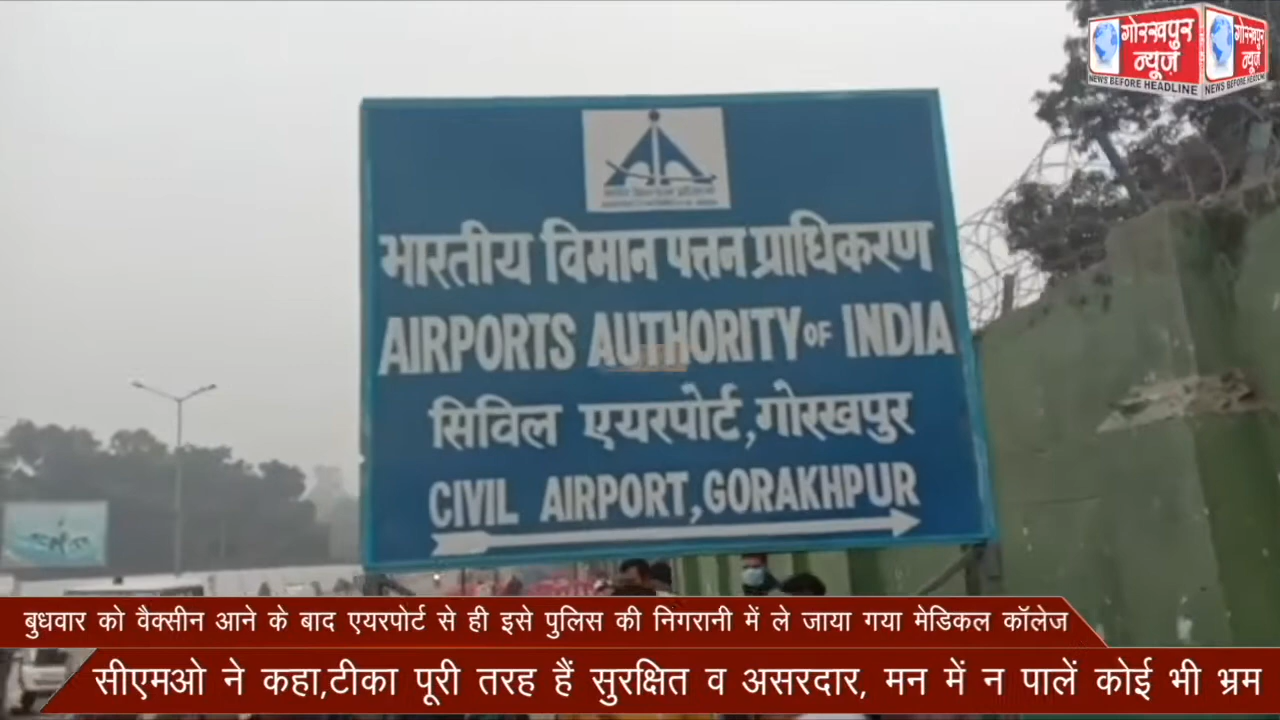 गोरखपुर
न्यूज़
NEWS BEFORE HEADLINE
गोरखपुर
न्यूज़
भारतीय विमान पत्तन प्राधिकरण
AIRPORTS AUTHORITY OF INDIA
सिविल एयरपोर्ट,गोरखपुर
CIVIL AIRPORT,GORAKHPUR
बुधवार को वैक्सीन आने के बाद एयरपोर्ट से ही इसे पुलिस की निगरानी में ले जाया गया मेडिकल कॉलेज
सीएमओ ने कहा,टीका पूरी तरह हैं सुरक्षित व असरदार, मन में न पालें कोई भी भ्रम